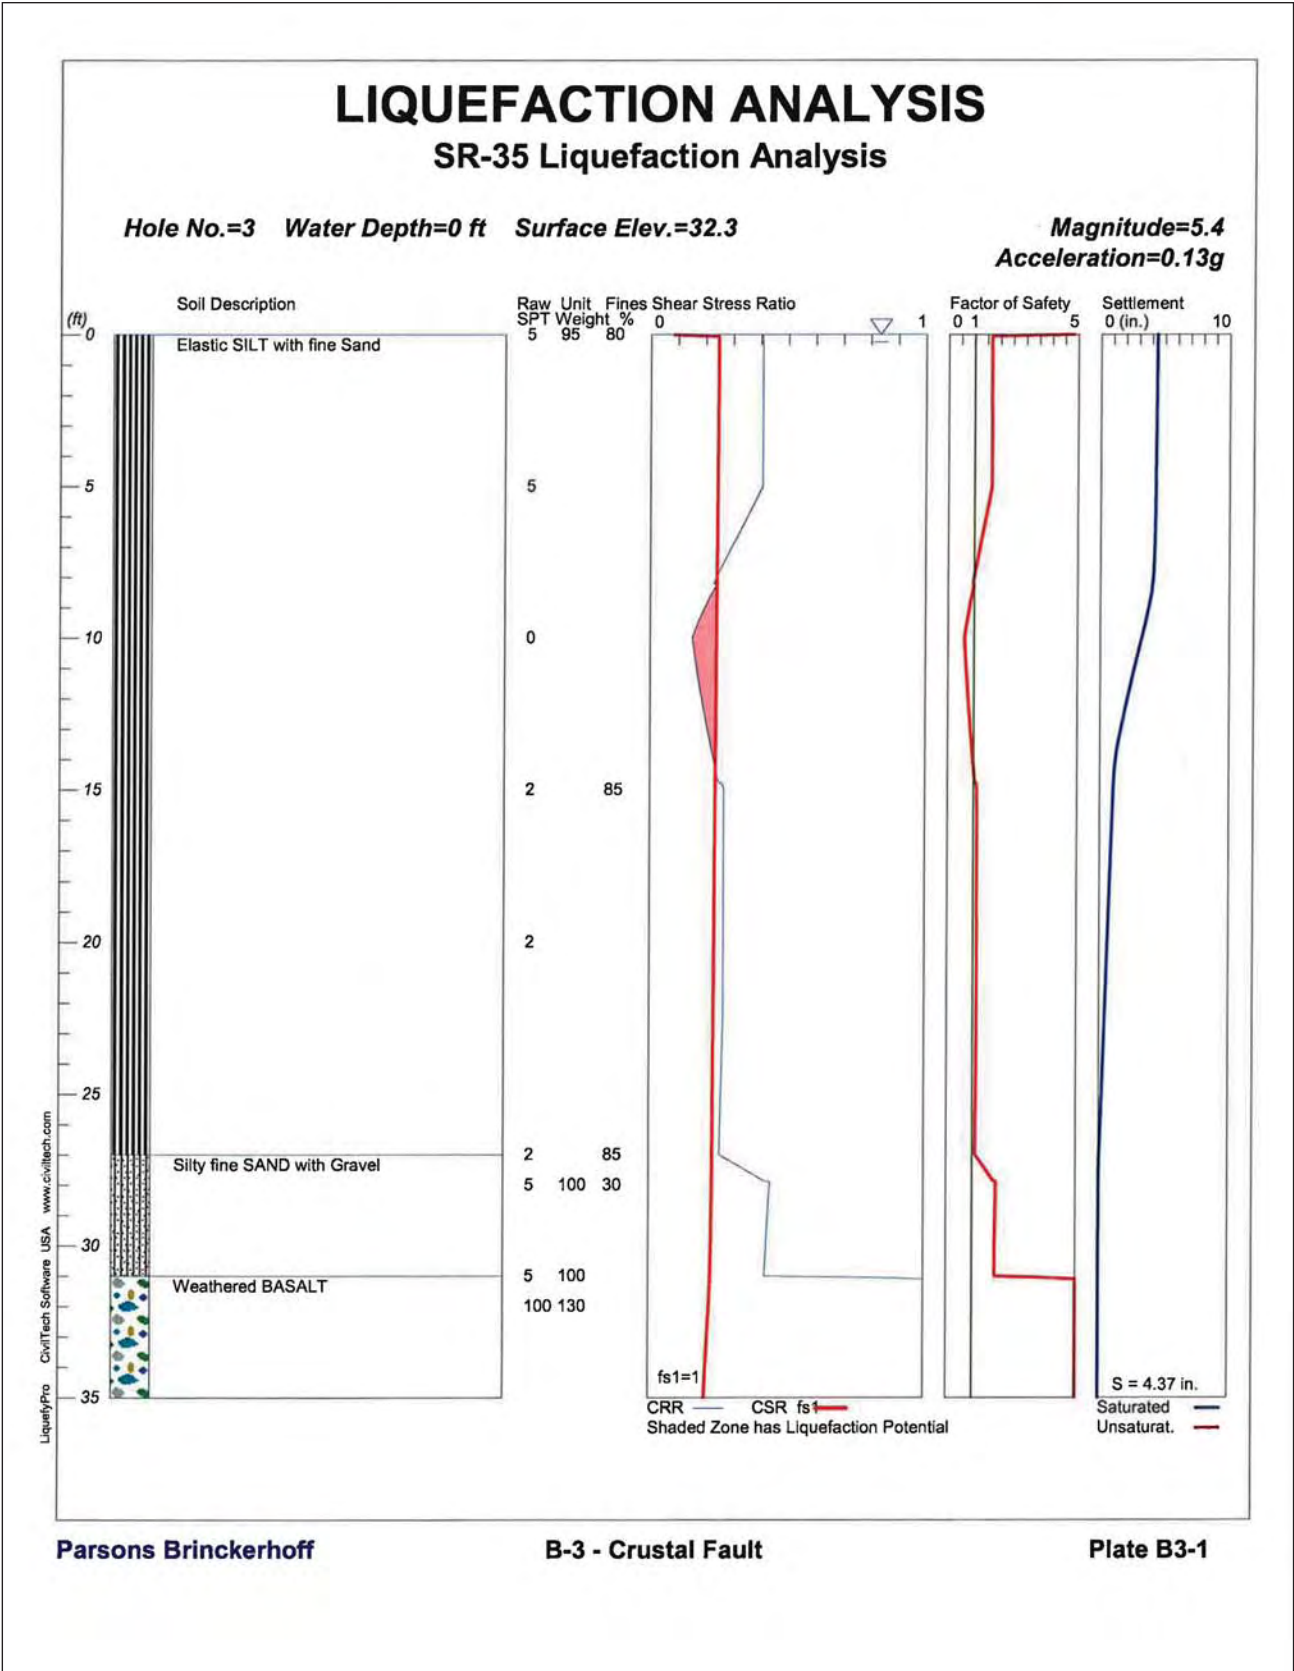 LIQUEFACTION ANALYSIS
SR-35 Liquefaction Analysis
Hole No.=3 Water Depth=0 ft Surface Elev.=32.3
Magnitude=5.4
Acceleration=0.13g
Soil Description
Raw Unit Fines
SPT Weight %
Shear Stress Ratio
0 1
Factor of Safety
0 1 5
Settlement
0 (in.) 10
(ft)
0
Elastic SILT with fine Sand
5 95 80
5
5
10
0
15
2 85
20
2
25
2 85
Silty fine SAND with Gravel
5 100 30
30
5 100
Weathered BASALT
100 130
35
fs1=1
S = 4.37 in.
CRR CSR fs1
Shaded Zone has Liquefaction Potential
Saturated
Unsaturat.
LiquefyPro CivilTech Software USA www.civiltech.com
Parsons Brinckerhoff
B-3 - Crustal Fault
Plate B3-1